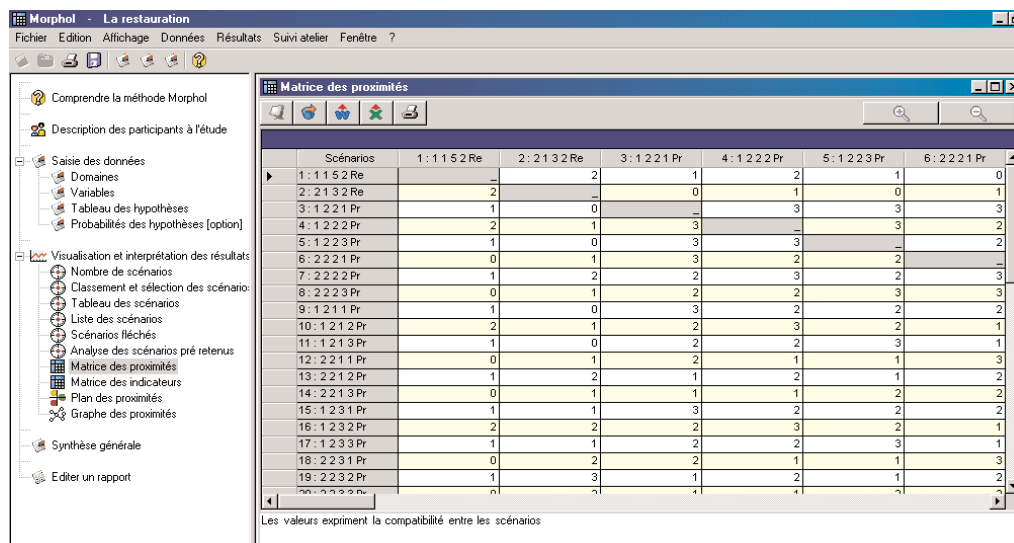 Morphol - La restauration
Fichier Edition Affichage Données Résultats Suivi atelier Fenêtre ?
Comprendre la méthode Morphol
Description des participants à l'étude
Saisie des données
Domaines
Variables
Tableau des hypothèses
Probabilités des hypothèses [option]
Visualisation et interprétation des résultats
Nombre de scénarios
Classement et sélection des scénario
Tableau des scénarios
Liste des scénarios
Scénarios fléchés
Analyse des scénarios pré retenus
Matrice des proximités
Matrice des indicateurs
Plan des proximités
Graphe des proximités
Synthèse générale
Editer un rapport
Matrice des proximités
Scénarios 1 : 1 1 5 2 Re 2 : 2 1 3 2 Re 3 : 1 2 2 1 Pr 4 : 1 2 2 2 Pr 5 : 1 2 2 3 Pr 6 : 2 2 2 1 Pr
1 : 1 1 5 2 Re _ 2 1 2 1 0
2 : 2 1 3 2 Re 2 _ 0 1 0 1
3 : 1 2 2 1 Pr 1 0 _ 3 3 3
4 : 1 2 2 2 Pr 2 1 3 _ 3 2
5 : 1 2 2 3 Pr 1 0 3 3 _ 2
6 : 2 2 2 1 Pr 0 1 3 2 2 _
7 : 2 2 2 2 Pr 1 2 2 3 2 3
8 : 2 2 2 3 Pr 0 1 2 2 3 3
9 : 1 2 1 1 Pr 1 0 3 2 2 2
10 : 1 2 1 2 Pr 2 1 2 3 2 1
11 : 1 2 1 3 Pr 1 0 2 2 3 1
12 : 2 2 1 1 Pr 0 1 2 1 1 3
13 : 2 2 1 2 Pr 1 2 1 2 1 2
14 : 2 2 1 3 Pr 0 1 1 1 2 2
15 : 1 2 3 1 Pr 1 1 3 2 2 2
16 : 1 2 3 2 Pr 2 2 2 3 2 1
17 : 1 2 3 3 Pr 1 1 2 2 3 1
18 : 2 2 3 1 Pr 0 2 2 1 1 3
19 : 2 2 3 2 Pr 1 3 1 2 1 2
Les valeurs expriment la compatibilité entre les scénarios